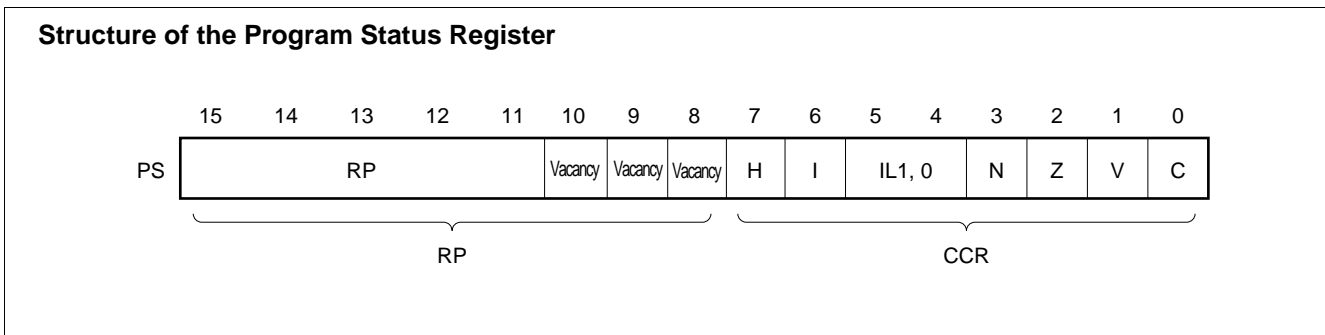 Structure of the Program Status Register
15 14 13 12 11 10 9 8 7 6 5 4 3 2 1 0
PS RP Vacancy Vacancy Vacancy H I IL1, 0 N Z V C
RP CCR